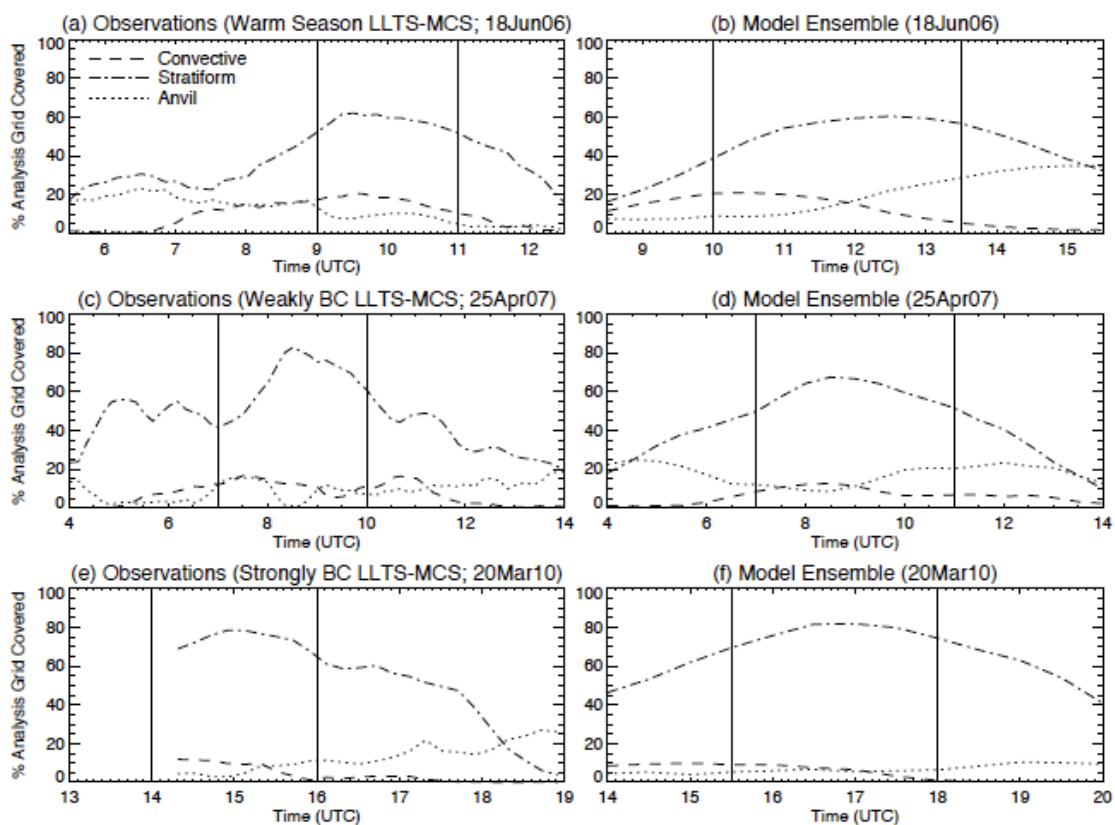 (a) Observations (Warm Season LLTS-MCS; 18Jun06)
(b) Model Ensemble (18Jun06)
% Analysis Grid Covered
100
80
60
40
20
0
Convective
Stratiform
Anvil
6 7 8 9 10 11 12
Time (UTC)
100
80
60
40
20
0
9 10 11 12 13 14 15
Time (UTC)
(c) Observations (Weakly BC LLTS-MCS; 25Apr07)
(d) Model Ensemble (25Apr07)
% Analysis Grid Covered
100
80
60
40
20
0
4 6 8 10 12 14
Time (UTC)
100
80
60
40
20
0
4 6 8 10 12 14
Time (UTC)
(e) Observations (Strongly BC LLTS-MCS; 20Mar10)
(f) Model Ensemble (20Mar10)
% Analysis Grid Covered
100
80
60
40
20
0
13 14 15 16 17 18 19
Time (UTC)
100
80
60
40
20
0
14 15 16 17 18 19 20
Time (UTC)